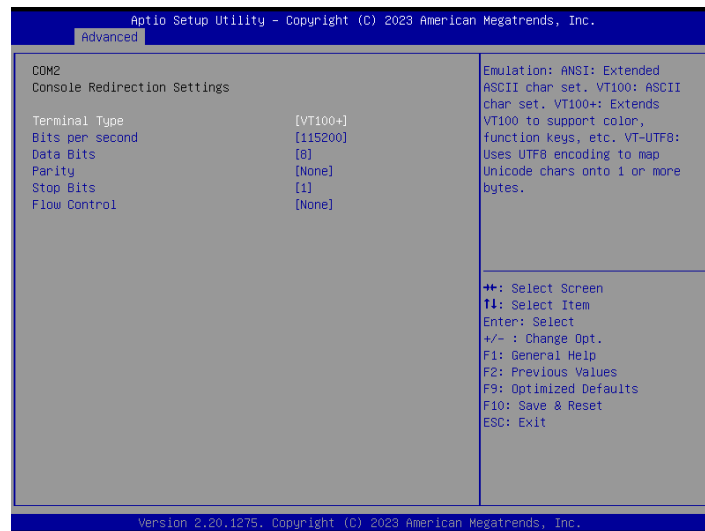 Aptio Setup Utility – Copyright (C) 2023 American Megatrends, Inc.
Advanced
COM2
Console Redirection Settings
Terminal Type [VT100+]
Bits per second [115200]
Data Bits [8]
Parity [None]
Stop Bits [1]
Flow Control [None]
Emulation: ANSI: Extended
ASCII char set. VT100: ASCII
char set. VT100+: Extends
VT100 to support color,
function keys, etc. VT-UTF8:
Uses UTF8 encoding to map
Unicode chars onto 1 or more
bytes.
→←: Select Screen
↑↓: Select Item
Enter: Select
+/- : Change Opt.
F1: General Help
F2: Previous Values
F9: Optimized Defaults
F10: Save & Reset
ESC: Exit
Version 2.20.1275. Copyright (C) 2023 American Megatrends, Inc.